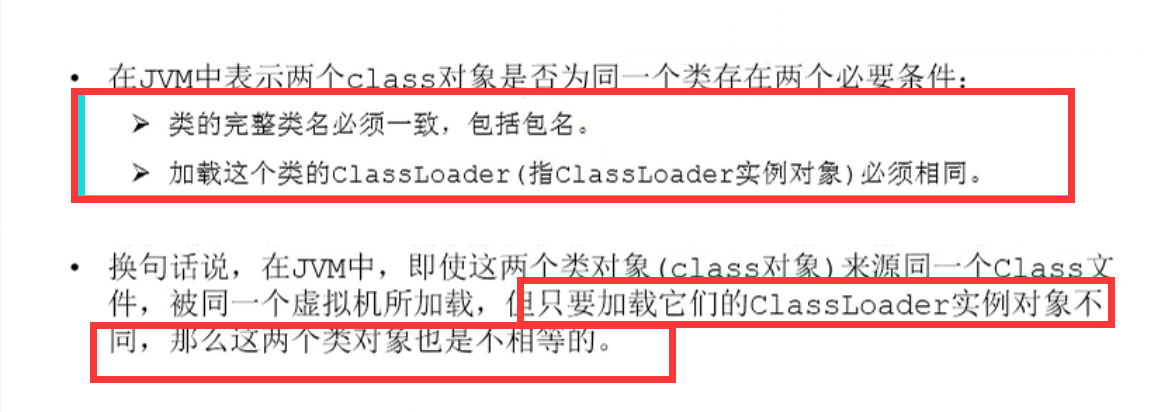 • 在JVM中表示两个class对象是否为同一个类存在两个必要条件:
➢ 类的完整类名必须一致，包括包名。
➢ 加载这个类的ClassLoader(指ClassLoader实例对象)必须相同。
• 换句话说，在JVM中，即使这两个类对象(class对象)来源同一个Class文
件，被同一个虚拟机所加载，但只要加载它们的ClassLoader实例对象不
同，那么这两个类对象也是不相等的。